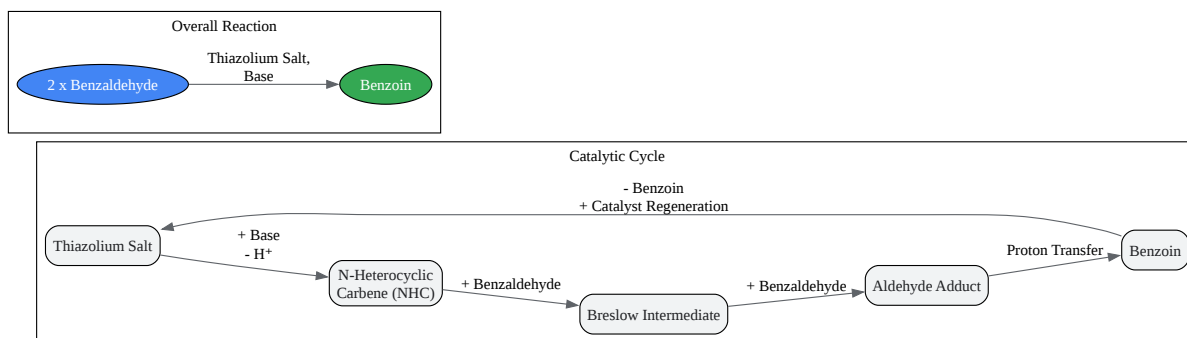 Overall Reaction
2 x Benzaldehyde
Thiazolium Salt,
Base
Benzoin
Catalytic Cycle
- Benzoin
+ Catalyst Regeneration
Thiazolium Salt
+ Base
- H⁺
N-Heterocyclic
Carbene (NHC)
+ Benzaldehyde
Breslow Intermediate
+ Benzaldehyde
Aldehyde Adduct
Proton Transfer
Benzoin